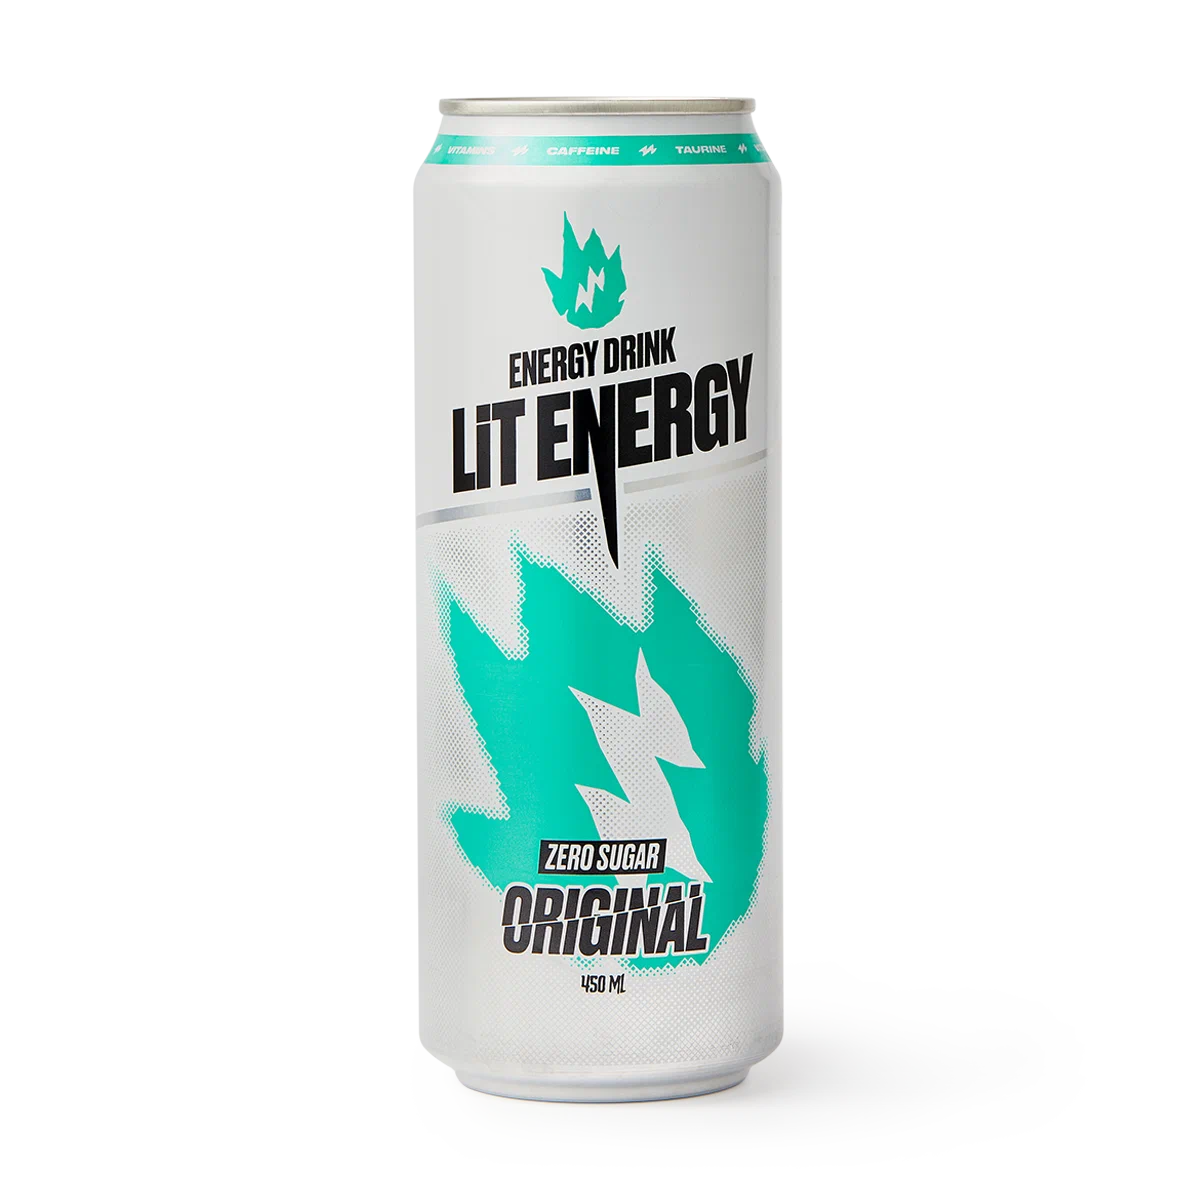 VITAMINS CAFFEINE TAURINE
ENERGY DRINK
LiT ENERGY
ZERO SUGAR
ORIGINAL
450 ML